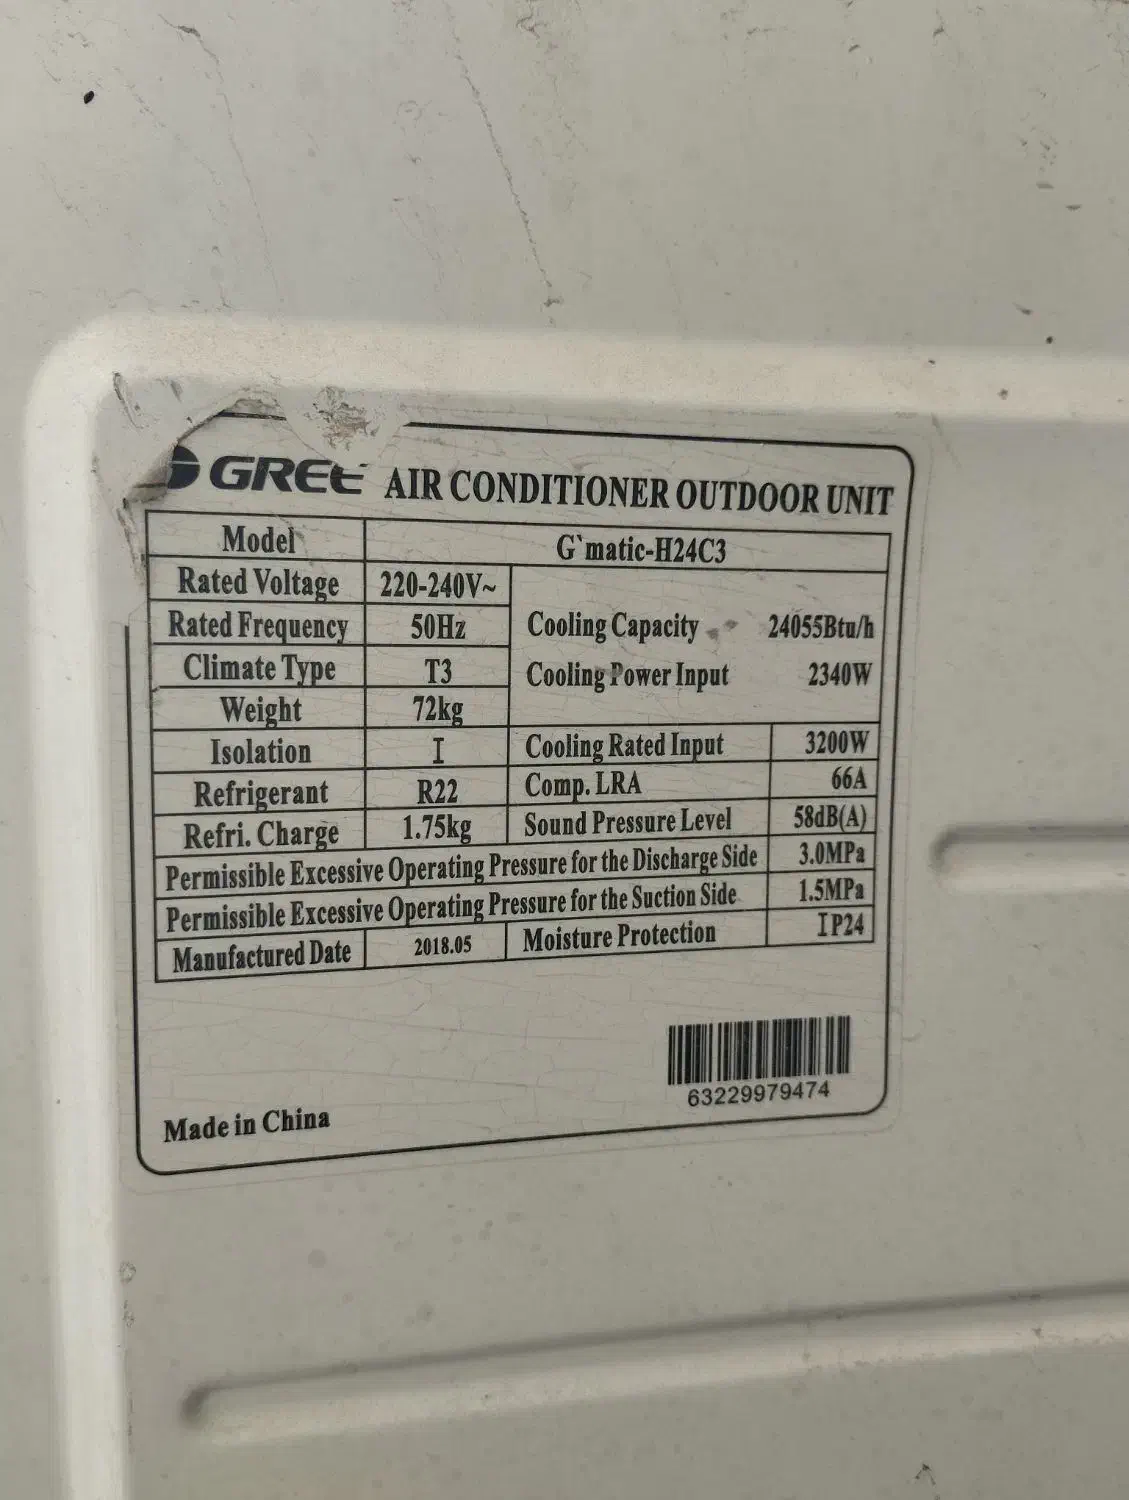 GREE AIR CONDITIONER OUTDOOR UNIT
Model G`matic-H24C3
Rated Voltage 220-240V~
Rated Frequency 50Hz Cooling Capacity 24055Btu/h
Climate Type T3 Cooling Power Input 2340W
Weight 72kg
Isolation I Cooling Rated Input 3200W
Refrigerant R22 Comp. LRA 66A
Refri. Charge 1.75kg Sound Pressure Level 58dB(A)
Permissible Excessive Operating Pressure for the Discharge Side 3.0MPa
Permissible Excessive Operating Pressure for the Suction Side 1.5MPa
Manufactured Date 2018.05 Moisture Protection IP24
63229979474
Made in China